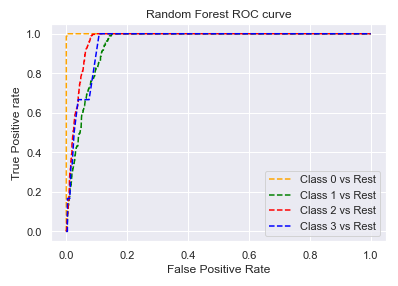 Random Forest ROC curve
True Positive rate
1.0
0.8
0.6
0.4
0.2
0.0
0.0 0.2 0.4 0.6 0.8 1.0
False Positive Rate
Class 0 vs Rest
Class 1 vs Rest
Class 2 vs Rest
Class 3 vs Rest